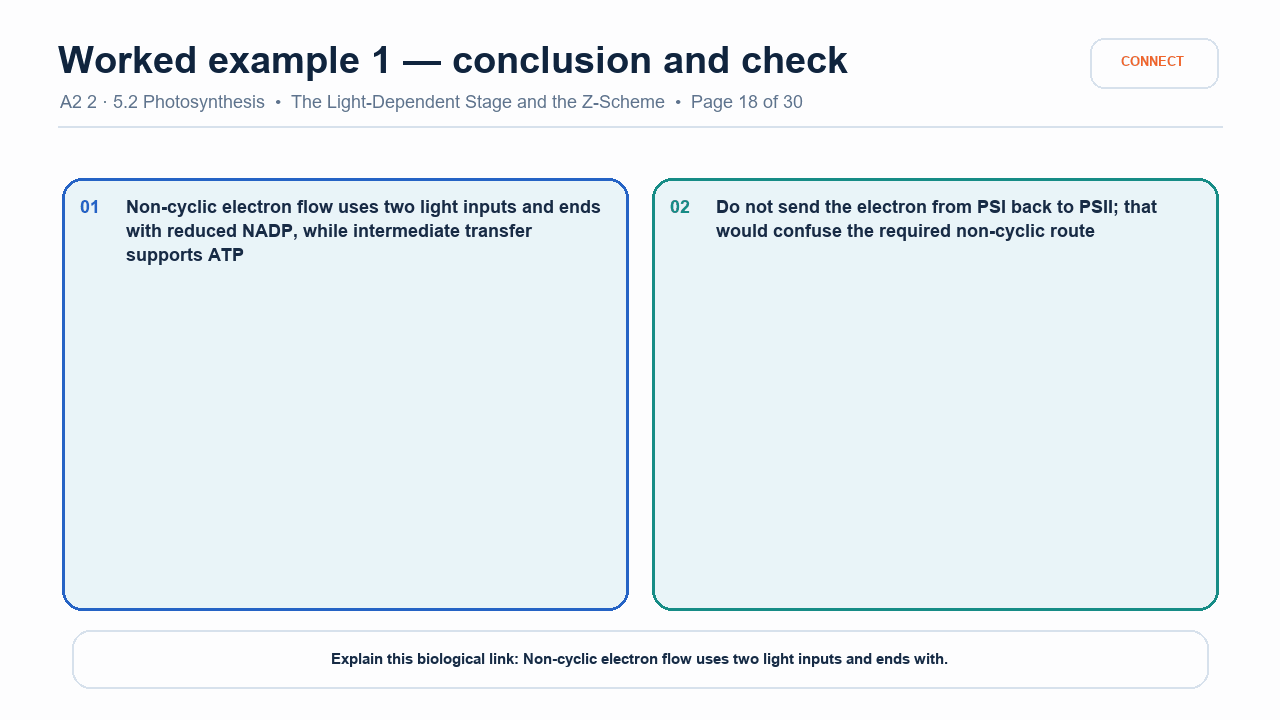 Worked example 1 — conclusion and check
CONNECT
A2 2 · 5.2 Photosynthesis • The Light-Dependent Stage and the Z-Scheme • Page 18 of 30
01 Non-cyclic electron flow uses two light inputs and ends
with reduced NADP, while intermediate transfer
supports ATP
02 Do not send the electron from PSI back to PSII; that
would confuse the required non-cyclic route
Explain this biological link: Non-cyclic electron flow uses two light inputs and ends with.